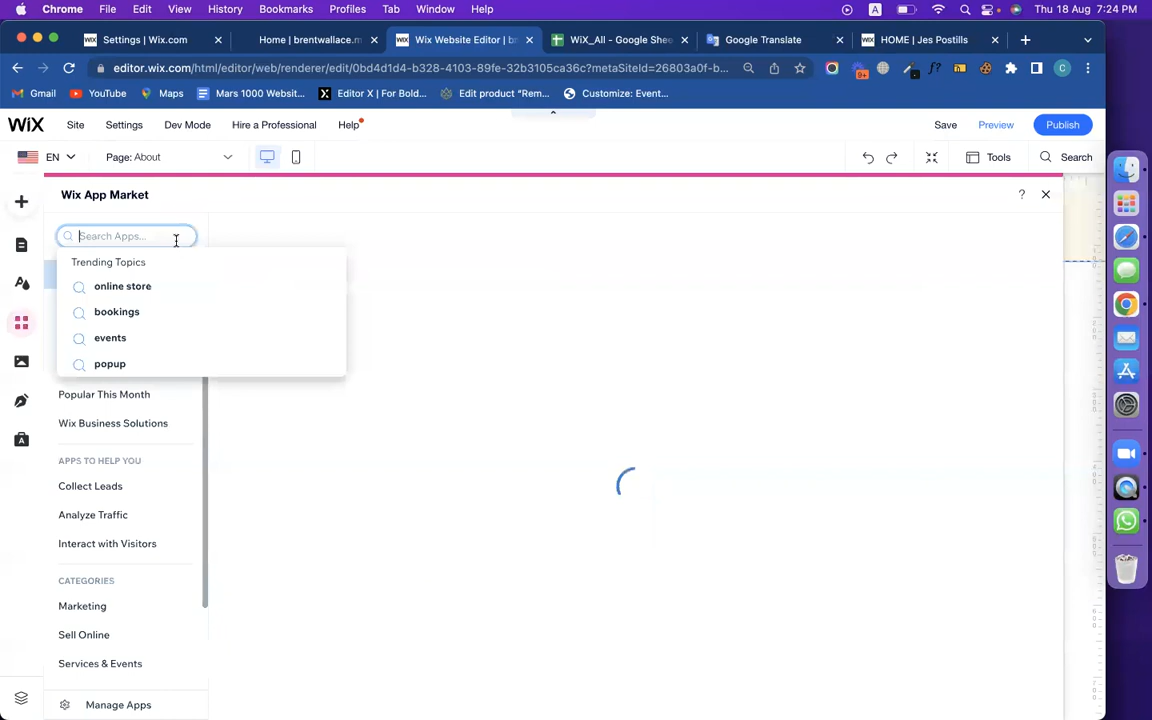 Chrome File Edit View History Bookmarks Profiles Tab Window Help A Thu 18 Aug 7:24 PM
WiX Settings | Wix.com Home | brentwallace.m WiX Wix Website Editor | br WiX_All - Google Shee Google Translate WiX HOME | Jes Postills
editor.wix.com/html/editor/web/renderer/edit/0bd4d1d4-b328-4103-89fe-32b3105ca36c?metaSiteId=26803a0f-b... 9+ f? C
Gmail YouTube Maps Mars 1000 Websit... Editor X | For Bold... Edit product “Rem... Customize: Event...
WiX Site Settings Dev Mode Hire a Professional Help Save Preview Publish
EN Page: About Tools Search
Wix App Market ?
Search Apps...
Trending Topics
online store
bookings
events
popup
Popular This Month
Wix Business Solutions
APPS TO HELP YOU
Collect Leads
Analyze Traffic
Interact with Visitors
CATEGORIES
Marketing
Sell Online
Services & Events
Manage Apps